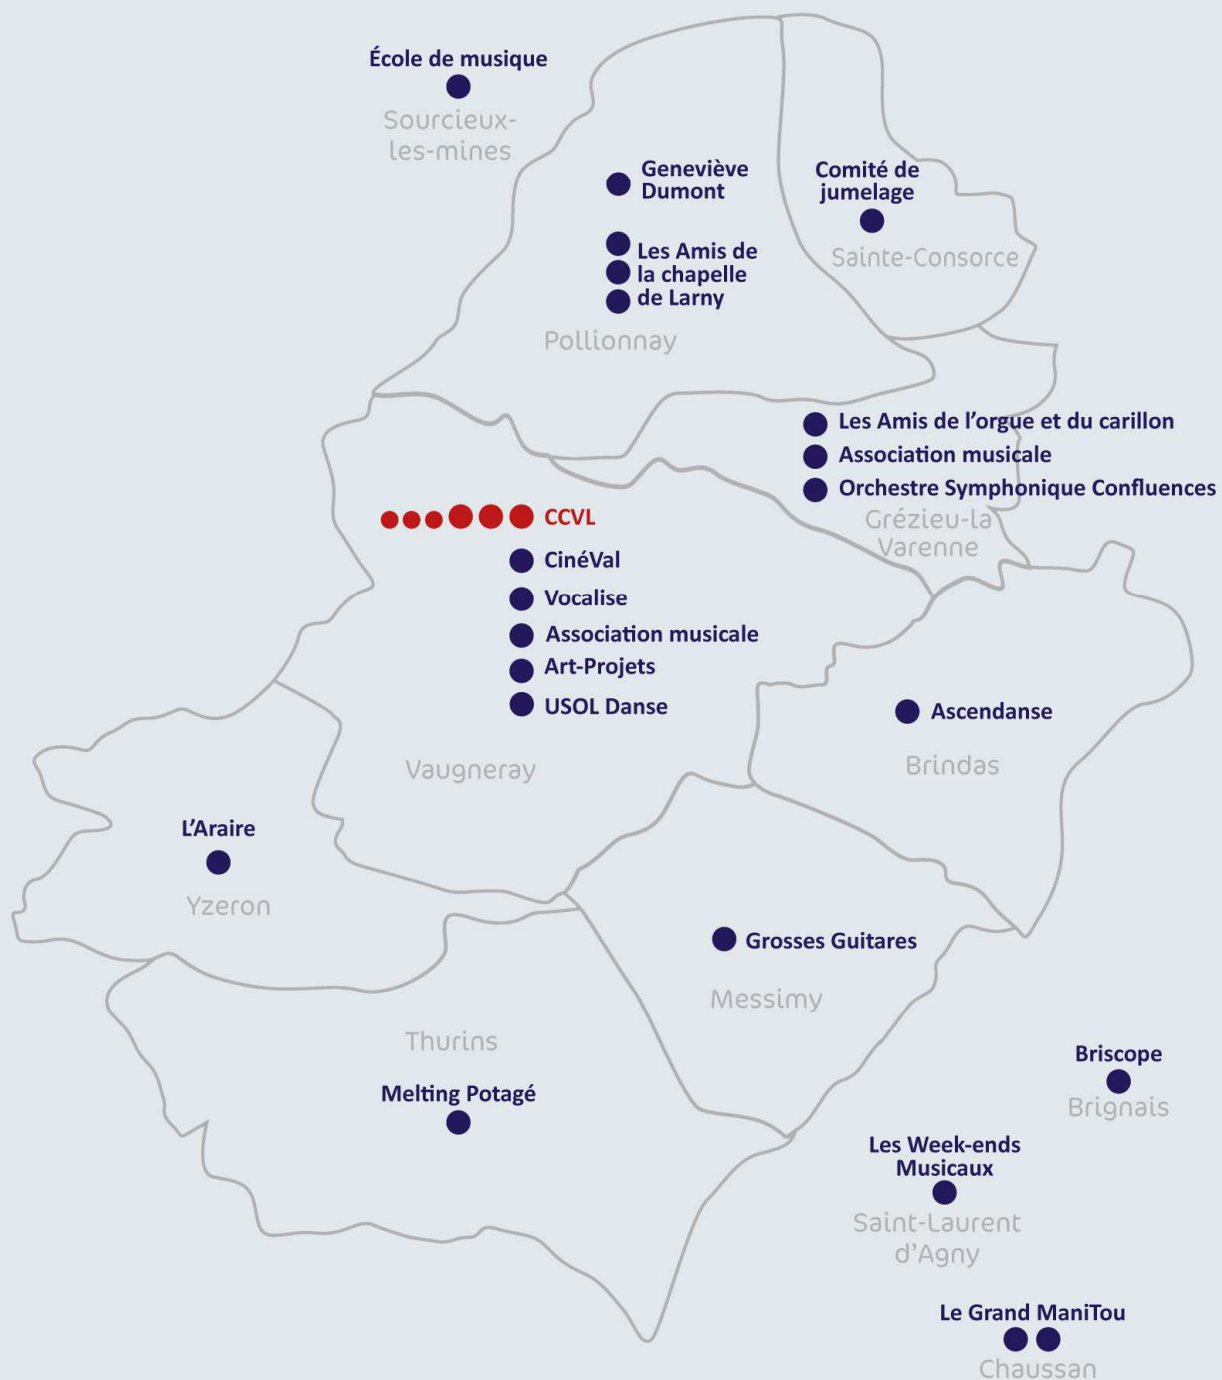 École de musique
Sourcieux-
les-mines
Geneviève
Dumont
Comité de
jumelage
Sainte-Consorce
Les Amis de
la chapelle
de Larny
Pollionnay
Les Amis de l'orgue et du carillon
Association musicale
Orchestre Symphonique Confluences
Grézieu-la
Varenne
CCVL
CinéVal
Vocalise
Association musicale
Art-Projets
USOL Danse
Vaugneray
Ascendanse
Brindas
L'Araire
Yzeron
Grosses Guitares
Messimy
Thurins
Melting Potagé
Briscope
Brignais
Les Week-ends
Musicaux
Saint-Laurent
d'Agny
Le Grand ManiTou
Chaussan